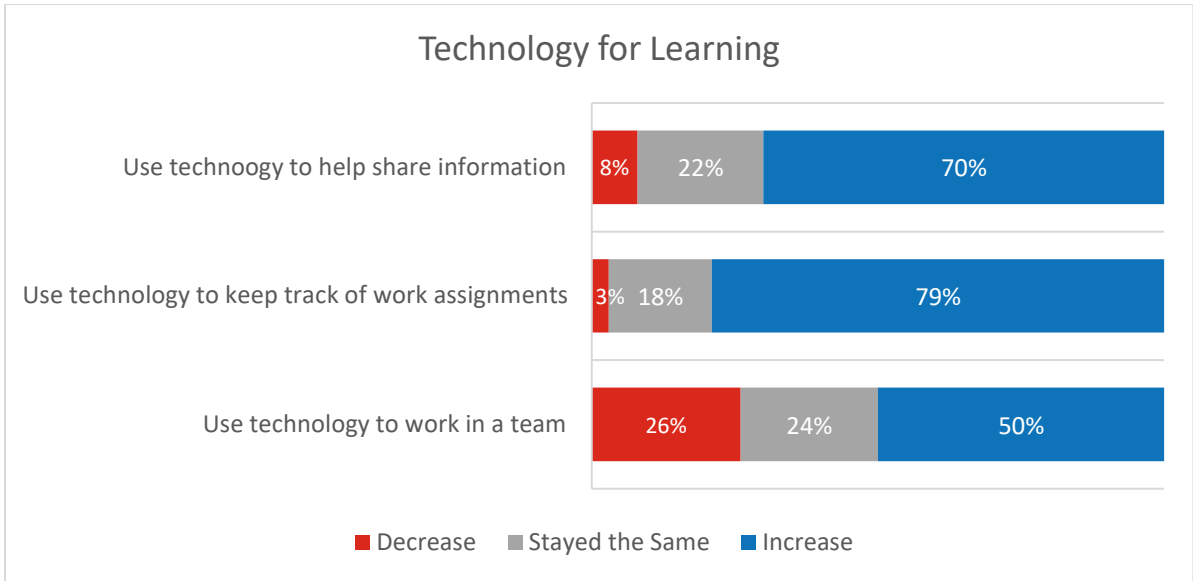 Technology for Learning
Use technoogy to help share information
8% 22% 70%
Use technology to keep track of work assignments
3% 18% 79%
Use technology to work in a team
26% 24% 50%
Decrease Stayed the Same Increase